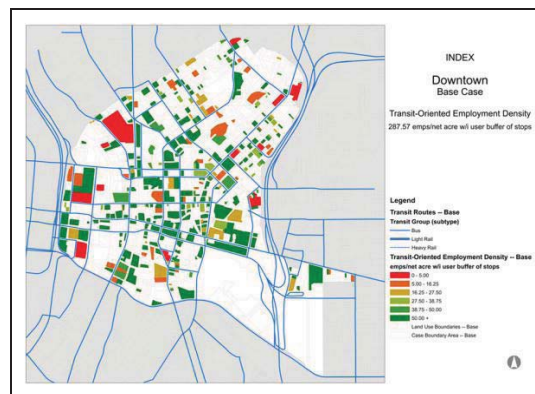 INDEX
Downtown
Base Case
Transit-Oriented Employment Density
287.57 emps/net acre w/i user buffer of stops
Legend
Transit Routes -- Base
Transit Group (subtype)
Bus
Light Rail
Heavy Rail
Transit-Oriented Employment Density -- Base
emps/net acre w/i user buffer of stops
0 - 5.00
5.00 - 16.25
16.25 - 27.50
27.50 - 38.75
38.75 - 50.00
50.00 +
Land Use Boundaries -- Base
Case Boundary Area -- Base